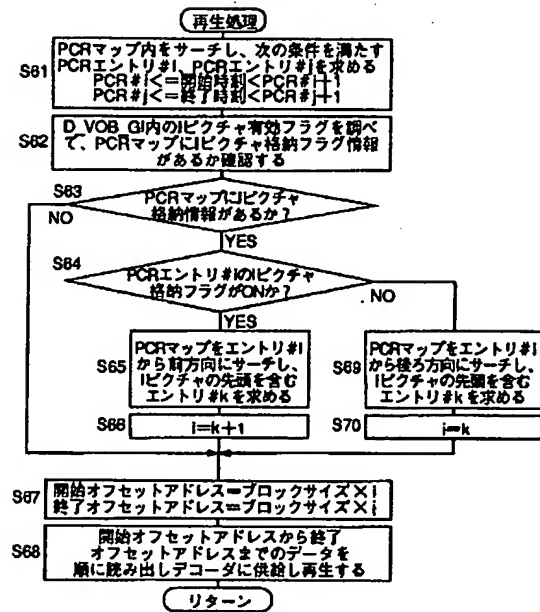 再生処理
S61
PCRマップ内をサーチし、次の条件を満たす
PCRエントリ#i、PCRエントリ#jを求める
PCR#i<=開始時刻<PCR#i+1
PCR#j<=終了時刻<PCR#j+1
S62
D_VOB_GI内のIピクチャ有効フラグを調べ
て、PCRマップにIピクチャ格納フラグ情報
があるか確認する
S63
PCRマップにIピクチャ
格納情報があるか?
NO
YES
S64
PCRエントリ#iのIピクチャ
格納フラグがONか?
NO
YES
S65
PCRマップをエントリ#i
から前方向にサーチし、
Iピクチャの先頭を含む
エントリ#kを求める
S66
i=k+1
S69
PCRマップをエントリ#i
から後ろ方向にサーチし、
Iピクチャの先頭を含む
エントリ#kを求める
S70
i=k
S67
開始オフセットアドレス=ブロックサイズ×i
終了オフセットアドレス=ブロックサイズ×j
S68
開始オフセットアドレスから終了
オフセットアドレスまでのデータを
順に読み出しデコーダに供給し再生する
リターン